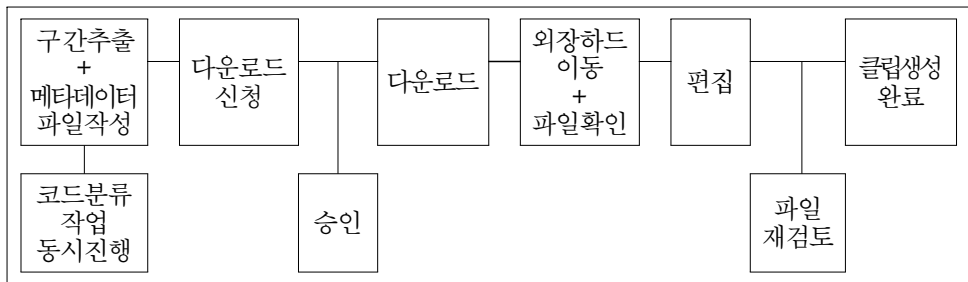 구간추출
+
메타데이터
파일작성
다운로드
신청
다운로드
외장하드
이동
+
파일확인
편집
클립생성
완료
코드분류
작업
동시진행
승인
파일
재검토